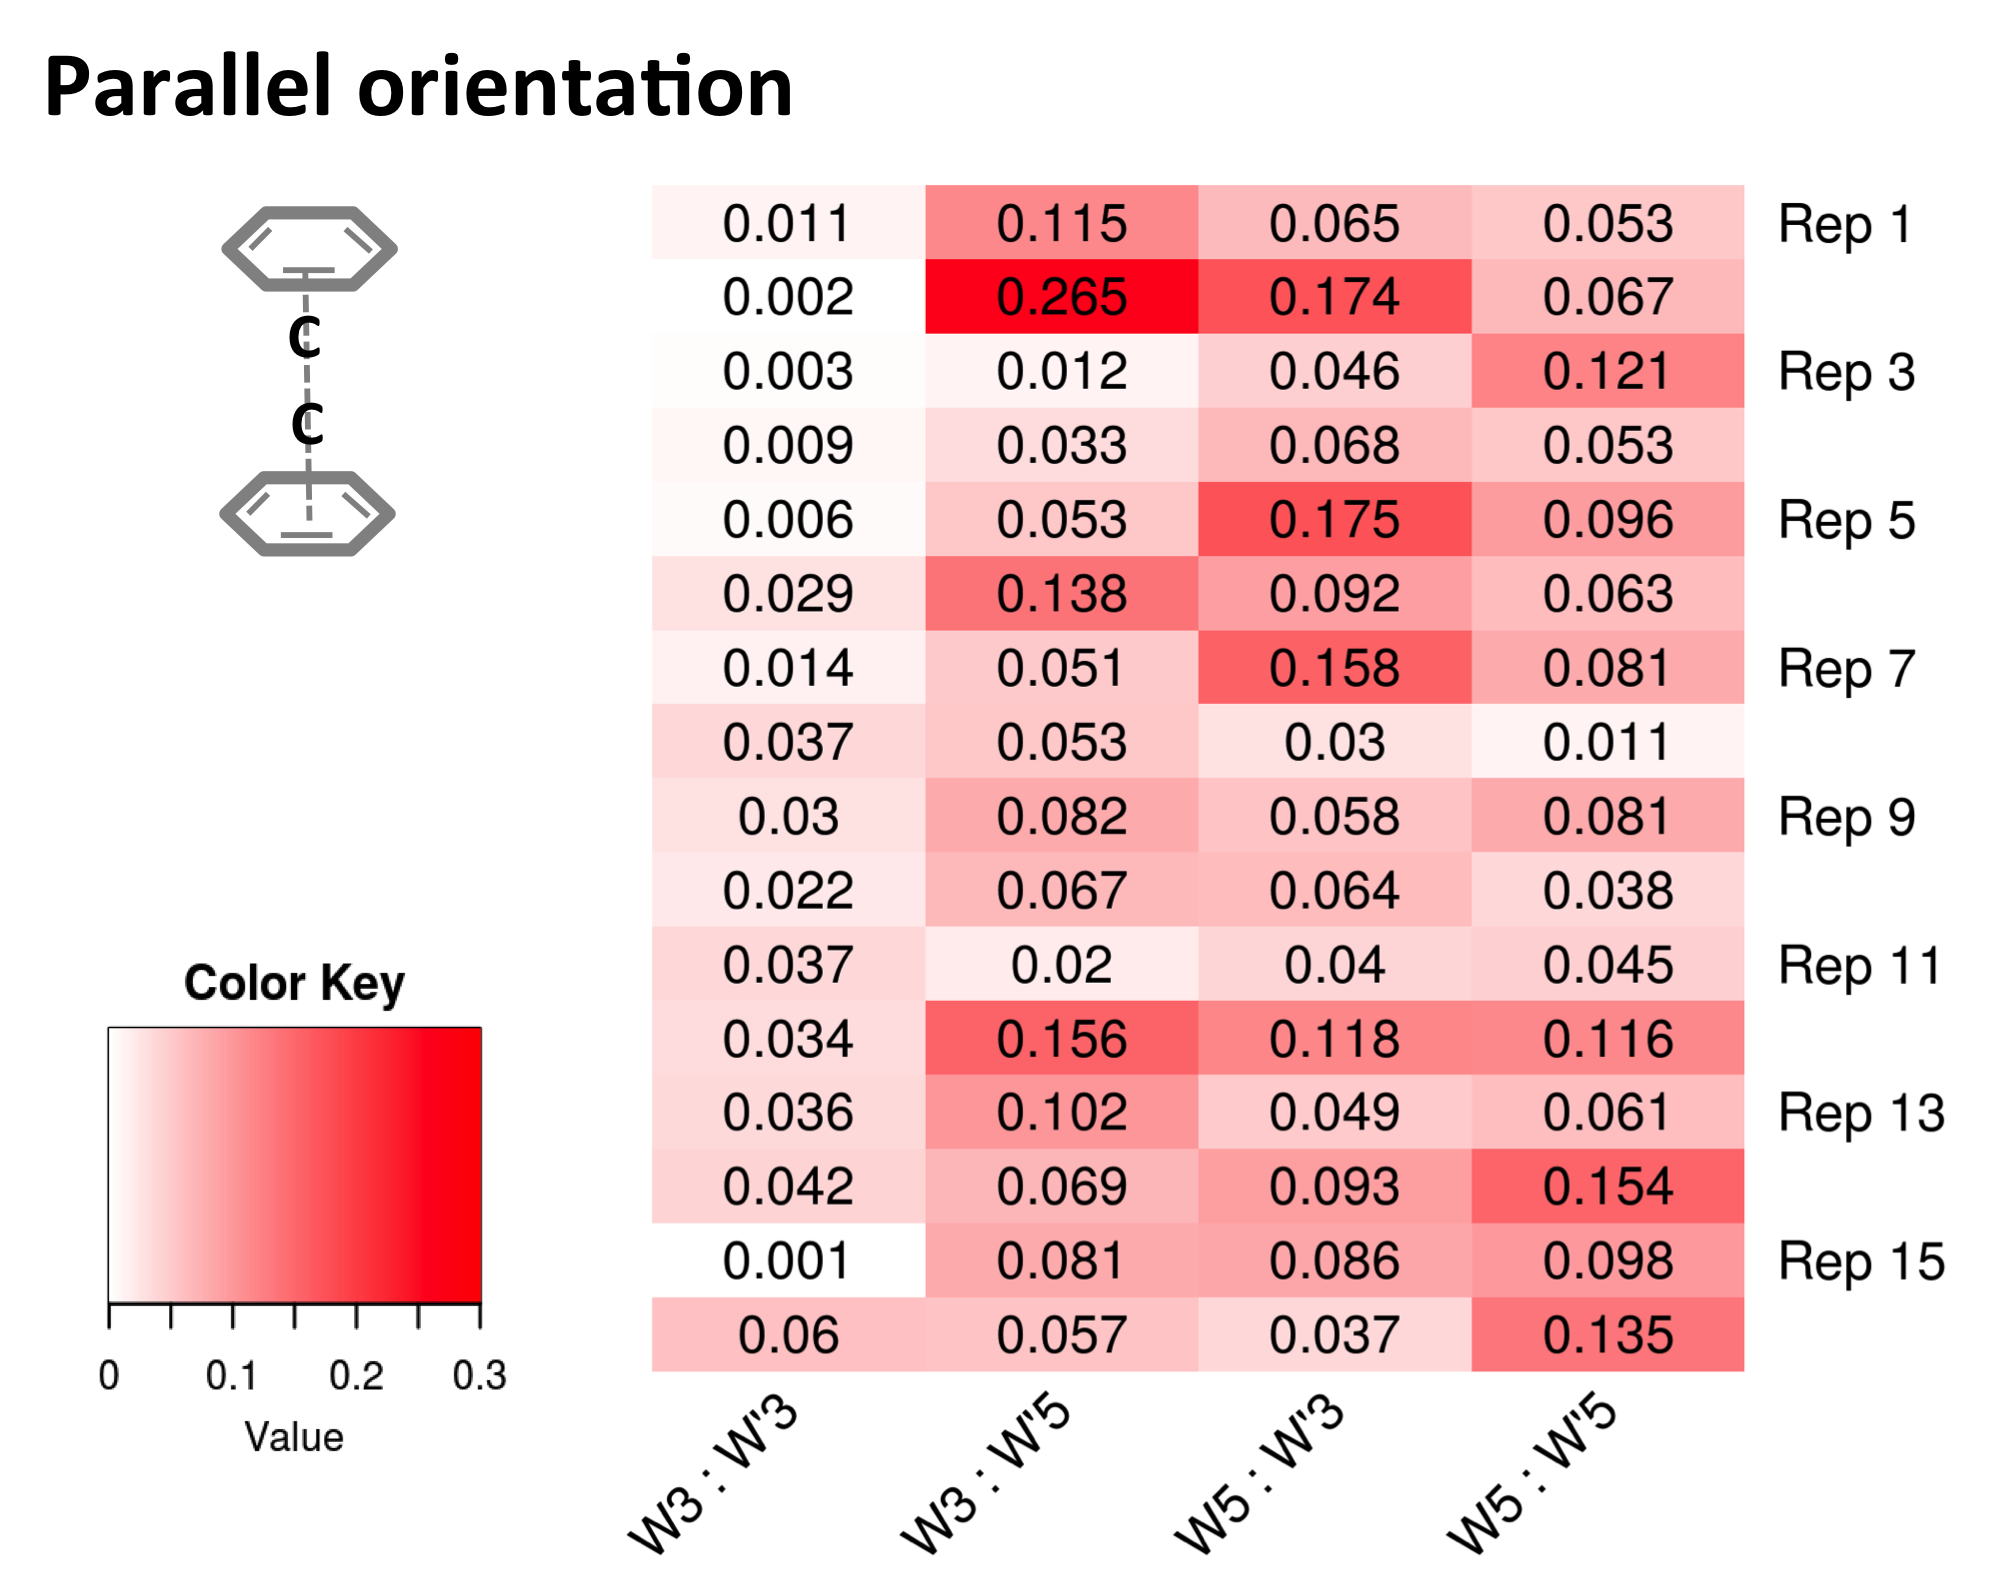 Parallel orientation
C
C
0.011 0.115 0.065 0.053 Rep 1
0.002 0.265 0.174 0.067
0.003 0.012 0.046 0.121 Rep 3
0.009 0.033 0.068 0.053
0.006 0.053 0.175 0.096 Rep 5
0.029 0.138 0.092 0.063
0.014 0.051 0.158 0.081 Rep 7
0.037 0.053 0.03 0.011
0.03 0.082 0.058 0.081 Rep 9
0.022 0.067 0.064 0.038
0.037 0.02 0.04 0.045 Rep 11
0.034 0.156 0.118 0.116
0.036 0.102 0.049 0.061 Rep 13
0.042 0.069 0.093 0.154
0.001 0.081 0.086 0.098 Rep 15
0.06 0.057 0.037 0.135
W3 : W'3 W3 : W'5 W5 : W'3 W5 : W'5
Color Key
0 0.1 0.2 0.3
Value